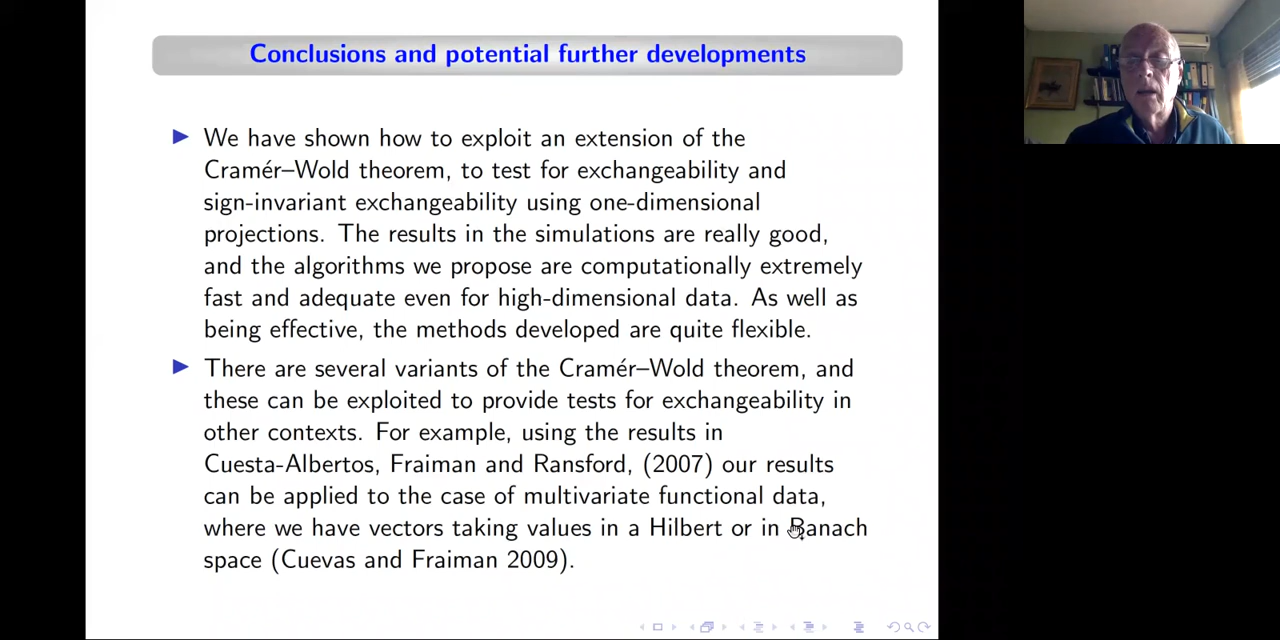 Conclusions and potential further developments
We have shown how to exploit an extension of the
Cramér–Wold theorem, to test for exchangeability and
sign-invariant exchangeability using one-dimensional
projections. The results in the simulations are really good,
and the algorithms we propose are computationally extremely
fast and adequate even for high-dimensional data. As well as
being effective, the methods developed are quite flexible.
There are several variants of the Cramér–Wold theorem, and
these can be exploited to provide tests for exchangeability in
other contexts. For example, using the results in
Cuesta-Albertos, Fraiman and Ransford, (2007) our results
can be applied to the case of multivariate functional data,
where we have vectors taking values in a Hilbert or in Banach
space (Cuevas and Fraiman 2009).